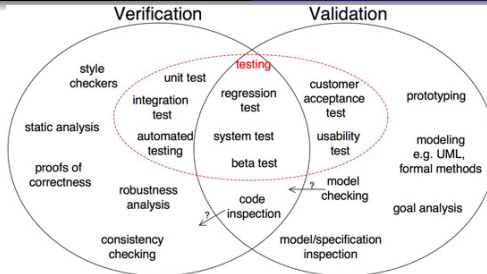 Verification
Validation
testing
style
checkers
unit test
integration
test
automated
testing
regression
test
system test
beta test
customer
acceptance
test
usability
test
static analysis
proofs of
correctness
robustness
analysis
consistency
checking
code
inspection
?
?
model
checking
model/specification
inspection
prototyping
modeling
e.g. UML,
formal methods
goal analysis